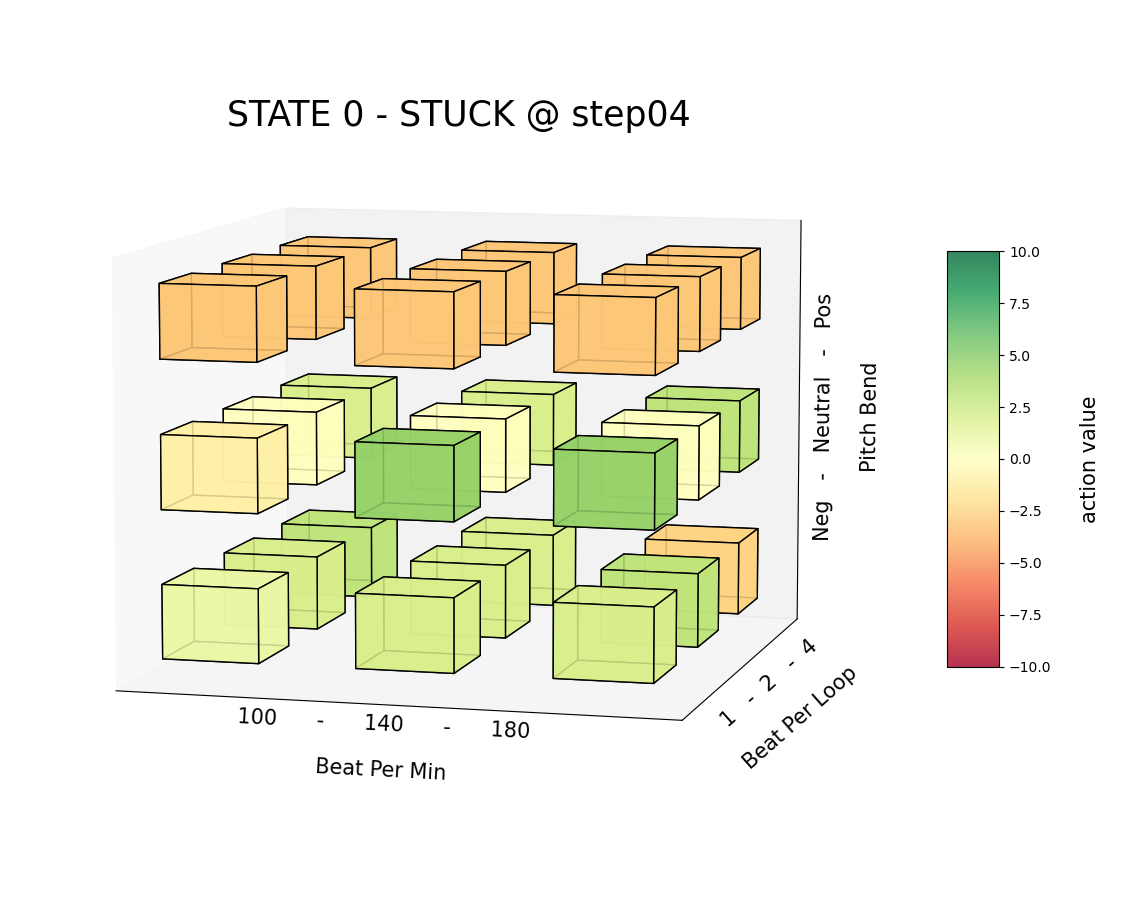 STATE 0 - STUCK @ step04
Neg - Neutral - Pos
Pitch Bend
1 - 2 - 4
Beat Per Loop
100 - 140 - 180
Beat Per Min
10.0
7.5
5.0
2.5
0.0
−2.5
−5.0
−7.5
−10.0
action value